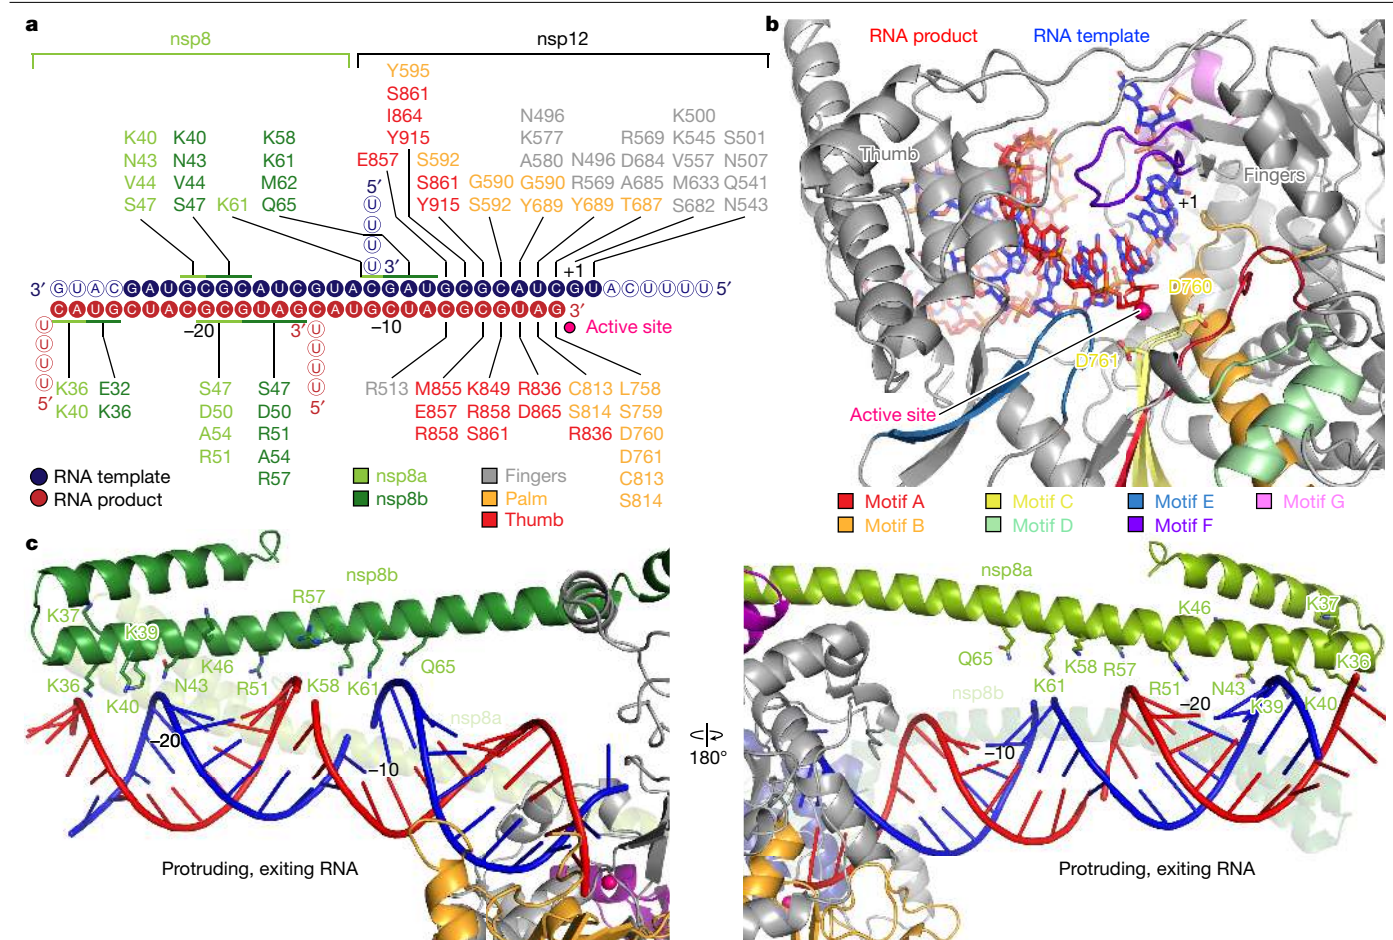 a
nsp8
nsp12
Y595
S861
I864
Y915
E857
S592
S861
Y915
G590
S592
N496
K577
A580
G590
Y689
N496
R569
Y689
R569
D684
A685
T687
K500
K545
V557
M633
S682
S501
N507
Q541
N543
K40
N43
V44
S47
K40
N43
V44
S47
K61
K58
K61
M62
Q65
5′
U
U
U
U
3′
+1
3′ GUACGAUGCGCAUCGUACGAUGCGCAUCGUACUUUU 5′
CAUGCUACGCGUAGCAUGCUACGCGUAG 3′
–20
3′
–10
Active site
U
U
U
U
5′
U
U
U
U
5′
K36
K40
E32
K36
S47
D50
A54
R51
S47
D50
R51
A54
R57
R513
M855
E857
R858
K849
R858
S861
R836
D865
C813
S814
R836
L758
S759
D760
D761
C813
S814
RNA template
RNA product
nsp8a
nsp8b
Fingers
Palm
Thumb
b
RNA product
RNA template
Thumb
Fingers
+1
D760
D761
Active site
Motif A
Motif B
Motif C
Motif D
Motif E
Motif F
Motif G
c
nsp8b
R57
K37
K39
K46
K36
K40
N43
R51
K58
K61
Q65
nsp8a
–20
–10
Protruding, exiting RNA
180°
nsp8a
K46
K37
Q65
K58
R57
K36
nsp8b
K61
R51
N43
K39
K40
–20
–10
Protruding, exiting RNA